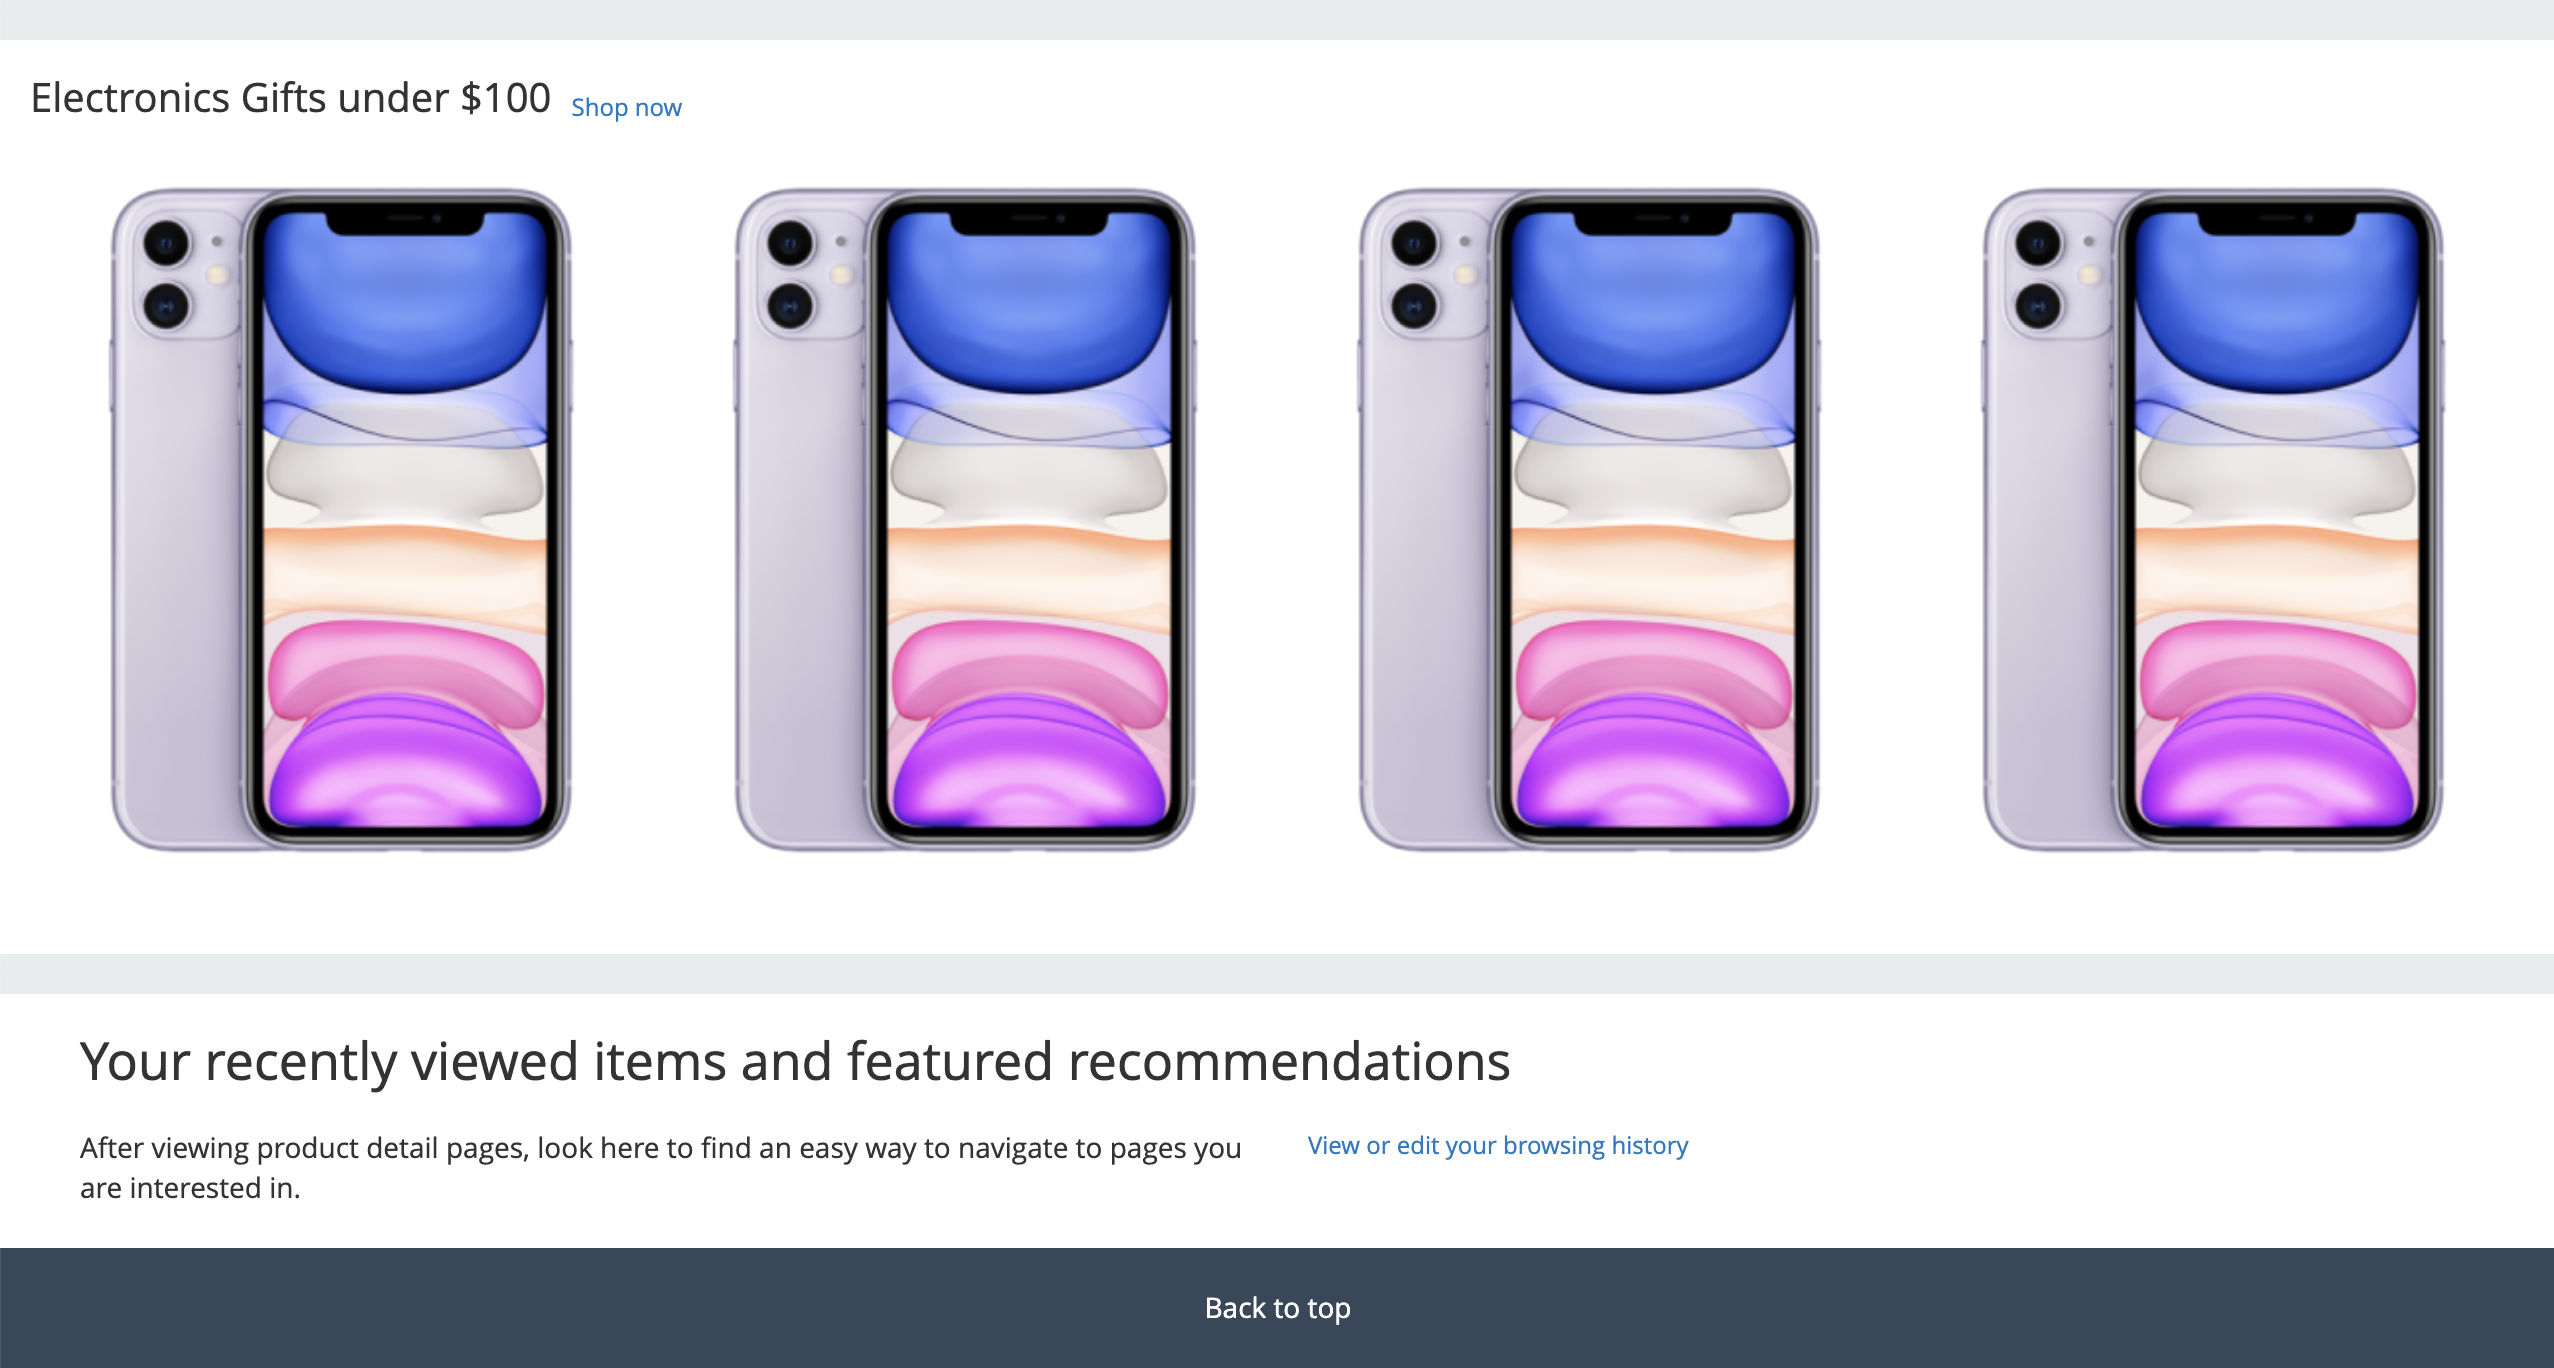 Electronics Gifts under $100 Shop now
Your recently viewed items and featured recommendations
After viewing product detail pages, look here to find an easy way to navigate to pages you
are interested in.
View or edit your browsing history
Back to top